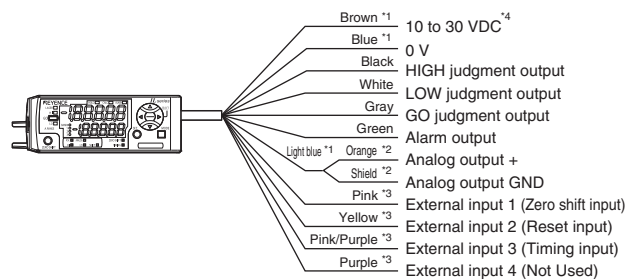 Brown *1 10 to 30 VDC*4
Blue *1 0 V
Black HIGH judgment output
White LOW judgment output
Gray GO judgment output
Green Alarm output
Light blue *1 Orange *2 Analog output +
Shield *2 Analog output GND
Pink *3 External input 1 (Zero shift input)
Yellow *3 External input 2 (Reset input)
Pink/Purple *3 External input 3 (Timing input)
Purple *3 External input 4 (Not Used)
KEYENCE